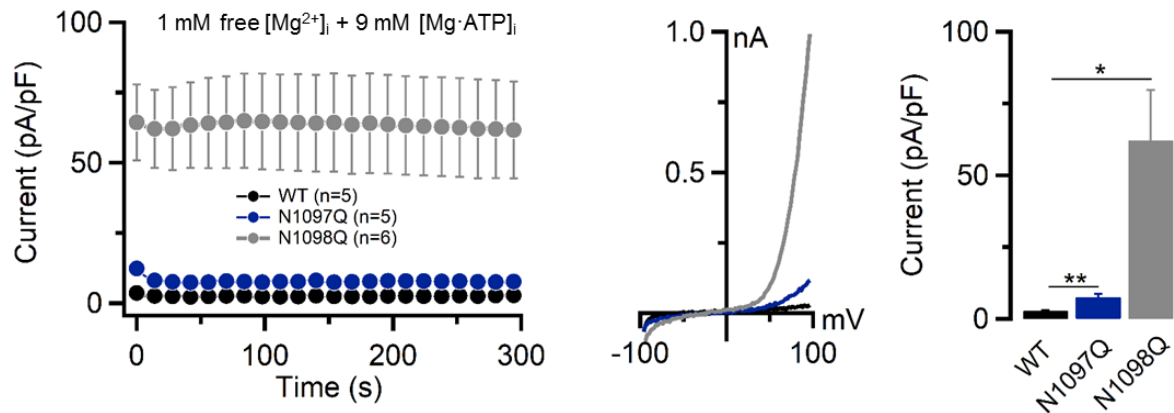 1 mM free [Mg²⁺]ᵢ + 9 mM [Mg·ATP]ᵢ
Current (pA/pF)
100
50
0
WT (n=5)
N1097Q (n=5)
N1098Q (n=6)
0
100
200
300
Time (s)
1.0
nA
0.5
mV
-100
100
Current (pA/pF)
100
50
0
*
**
WT
N1097Q
N1098Q